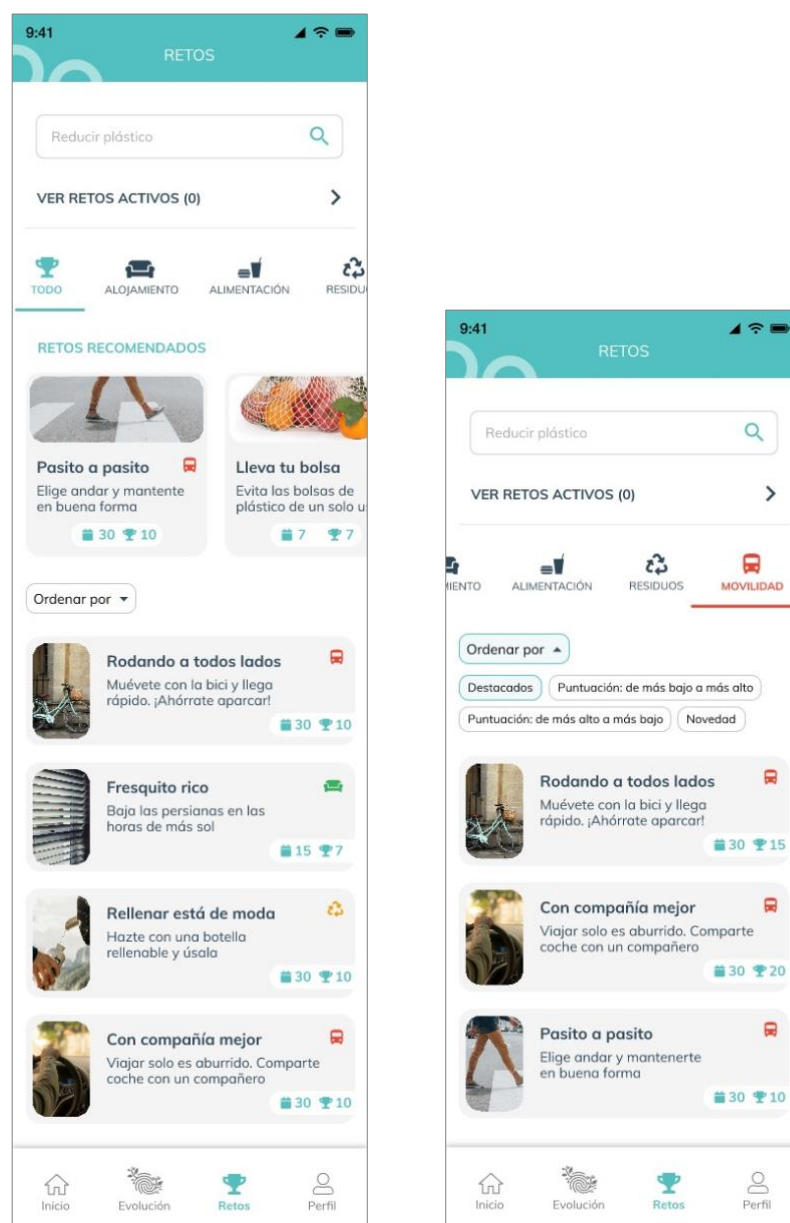 9:41
RETOS
Reducir plástico
VER RETOS ACTIVOS (0)
TODO
ALOJAMIENTO
ALIMENTACIÓN
RESIDU
RETOS RECOMENDADOS
Pasito a pasito
Elige andar y mantente
en buena forma
30 10
Lleva tu bolsa
Evita las bolsas de
plástico de un solo u
7 7
Ordenar por
Rodando a todos lados
Muévete con la bici y llega
rápido. ¡Ahórrate aparcar!
30 10
Fresquito rico
Baja las persianas en las
horas de más sol
15 7
Rellenar está de moda
Hazte con una botella
rellenable y úsala
30 10
Con compañía mejor
Viajar solo es aburrido. Comparte
coche con un compañero
30 10
Inicio
Evolución
Retos
Perfil
9:41
RETOS
Reducir plástico
VER RETOS ACTIVOS (0)
MIENTO
ALIMENTACIÓN
RESIDUOS
MOVILIDAD
Ordenar por
Destacados
Puntuación: de más bajo a más alto
Puntuación: de más alto a más bajo
Novedad
Rodando a todos lados
Muévete con la bici y llega
rápido. ¡Ahórrate aparcar!
30 15
Con compañía mejor
Viajar solo es aburrido. Comparte
coche con un compañero
30 20
Pasito a pasito
Elige andar y mantenerte
en buena forma
30 10
Inicio
Evolución
Retos
Perfil